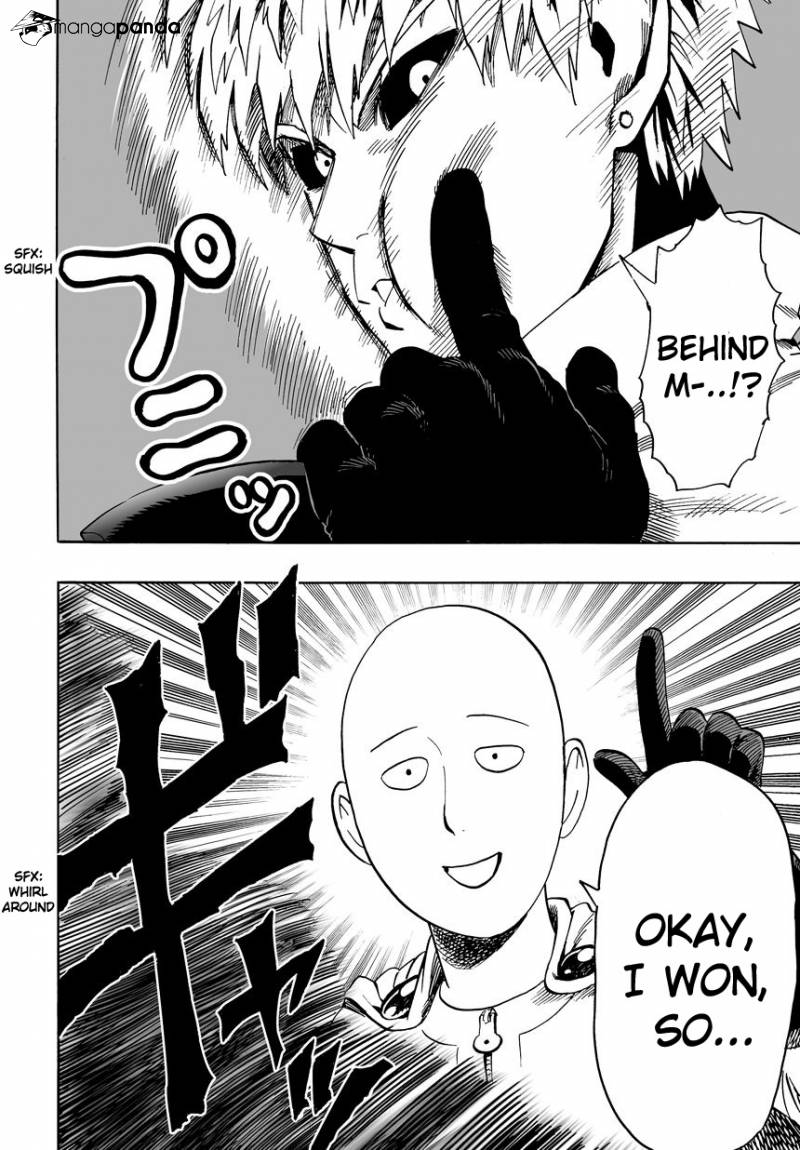 mangapanda
BEHIND
M-..!?
SFX:
SQUISH
プニッ
ギャッ
SFX:
WHIRL
AROUND
OKAY,
I WON,
SO...